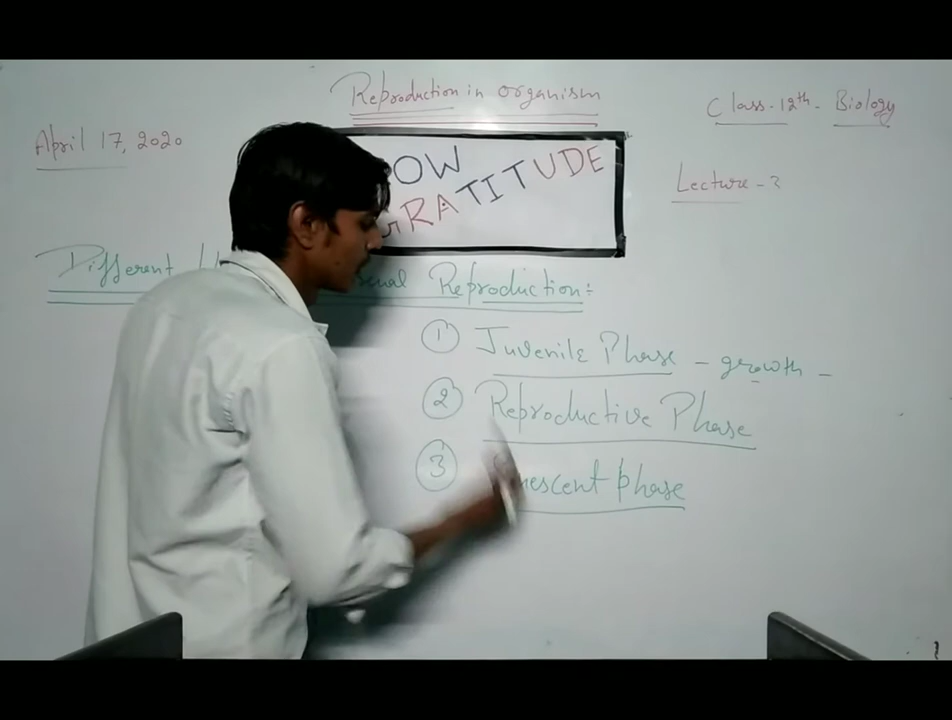 Reproduction in organism
Class-12th- Biology
April 17, 2020
OW
GRATITUDE
Lecture -
Different Reproduction:-
① Juvenile Phase - growth -
② Reproductive Phase
③ nescent phase